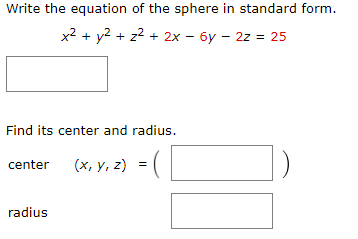 Write the equation of the sphere in standard form.
x² + y² + z² + 2x − 6y − 2z = 25
Find its center and radius.
center (x, y, z) = ( )
radius